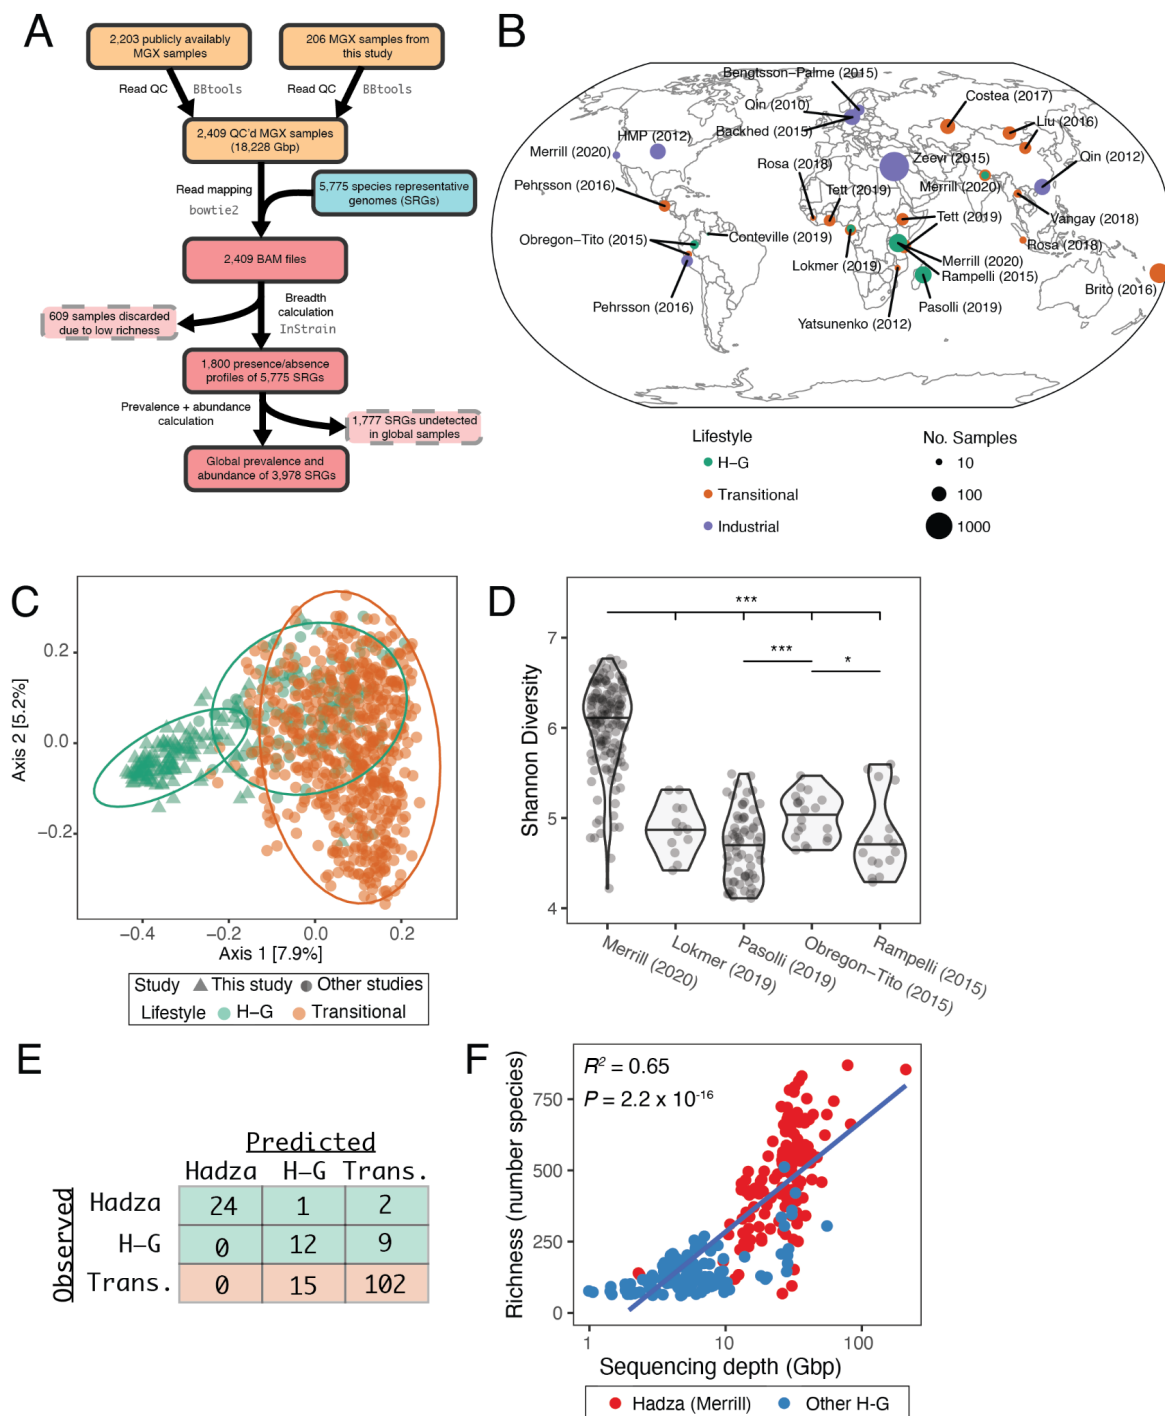 A
2,203 publicly availably
MGX samples
206 MGX samples from
this study
Read QC BBtools
Read QC BBtools
2,409 QC'd MGX samples
(18,228 Gbp)
Read mapping
bowtie2
5,775 species representative
genomes (SRGs)
2,409 BAM files
Breadth
calculation
InStrain
609 samples discarded
due to low richness
1,800 presence/absence
profiles of 5,775 SRGs
Prevalence + abundance
calculation
1,777 SRGs undetected
in global samples
Global prevalence and
abundance of 3,978 SRGs
B
Bengtsson-Palme (2015)
Qin (2010)
Backhed (2015)
Costea (2017)
Liu (2016)
HMP (2012)
Merrill (2020)
Rosa (2018)
Zeevi (2015)
Qin (2012)
Pehrsson (2016)
Tett (2019)
Merrill (2020)
Vangay (2018)
Obregon-Tito (2015)
Conteville (2019)
Tett (2019)
Rosa (2018)
Lokmer (2019)
Merrill (2020)
Rampelli (2015)
Brito (2016)
Pehrsson (2016)
Pasolli (2019)
Yatsunenko (2012)
Lifestyle
H-G
Transitional
Industrial
No. Samples
10
100
1000
C
Axis 2 [5.2%]
0.2
0.0
-0.2
-0.4 -0.2 0.0 0.2
Axis 1 [7.9%]
Study This study Other studies
Lifestyle H-G Transitional
D
Shannon Diversity
7
6
5
4
***
***
*
Merrill (2020)
Lokmer (2019)
Pasolli (2019)
Obregon-Tito (2015)
Rampelli (2015)
E
Predicted
Hadza H-G Trans.
Observed
Hadza 24 1 2
H-G 0 12 9
Trans. 0 15 102
F
R² = 0.65
P = 2.2 x 10⁻¹⁶
Richness (number species)
750
500
250
0
1 10 100
Sequencing depth (Gbp)
Hadza (Merrill) Other H-G